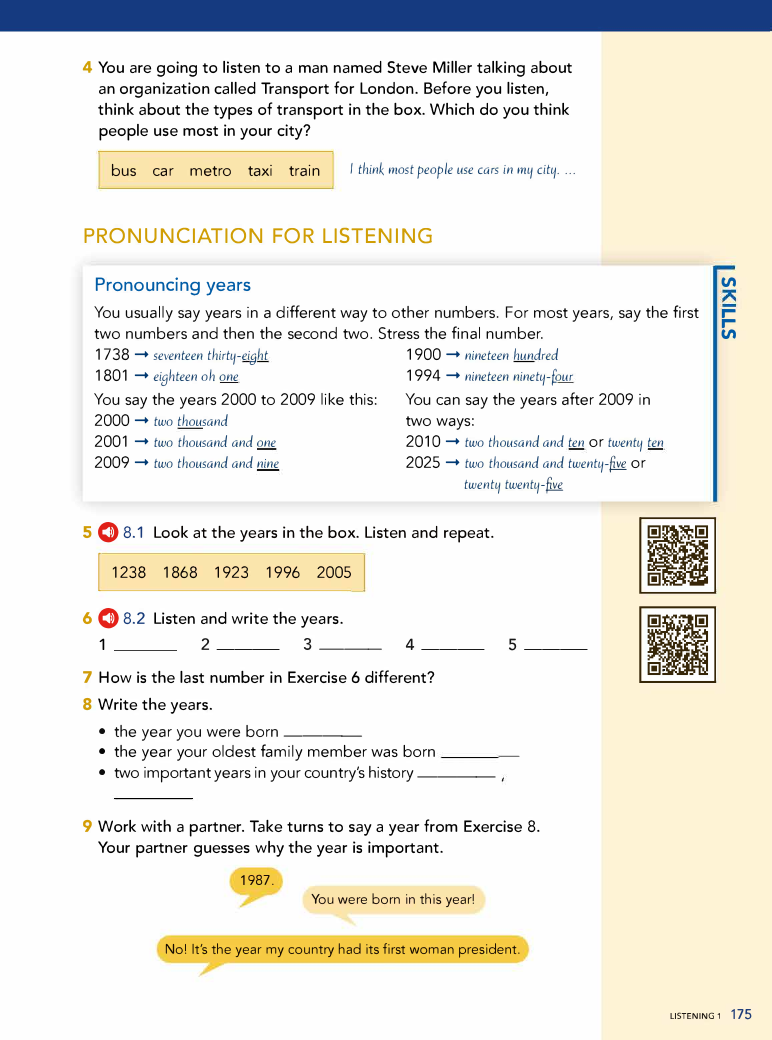 4 You are going to listen to a man named Steve Miller talking about
an organization called Transport for London. Before you listen,
think about the types of transport in the box. Which do you think
people use most in your city?
bus car metro taxi train
I think most people use cars in my city. ...
PRONUNCIATION FOR LISTENING
SKILLS
Pronouncing years
You usually say years in a different way to other numbers. For most years, say the first
two numbers and then the second two. Stress the final number.
1738 → seventeen thirty-eight
1801 → eighteen oh one
1900 → nineteen hundred
1994 → nineteen ninety-four
You say the years 2000 to 2009 like this:
2000 → two thousand
2001 → two thousand and one
2009 → two thousand and nine
You can say the years after 2009 in
two ways:
2010 → two thousand and ten or twenty ten
2025 → two thousand and twenty-five or
twenty twenty-five
5 8.1 Look at the years in the box. Listen and repeat.
1238 1868 1923 1996 2005
6 8.2 Listen and write the years.
1 ________ 2 ________ 3 ________ 4 ________ 5 ________
7 How is the last number in Exercise 6 different?
8 Write the years.
• the year you were born __________
• the year your oldest family member was born __________
• two important years in your country's history __________ ,
__________
9 Work with a partner. Take turns to say a year from Exercise 8.
Your partner guesses why the year is important.
1987.
You were born in this year!
No! It's the year my country had its first woman president.
LISTENING 1 175